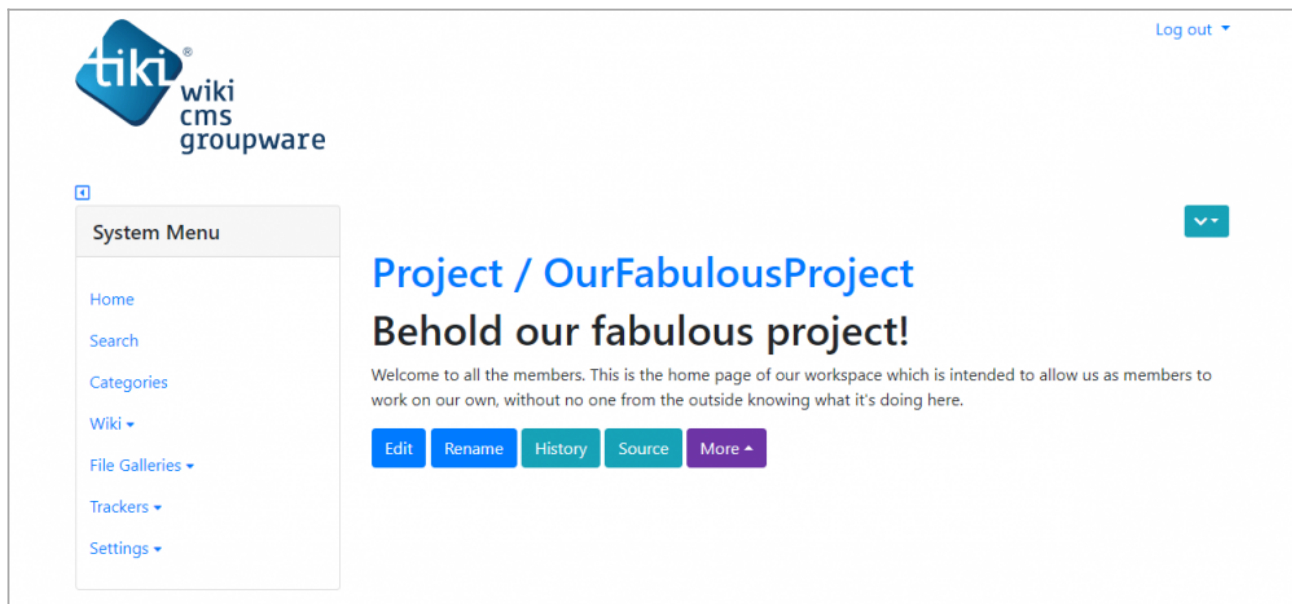 Log out
tiki®
wiki
cms
groupware
System Menu
Home
Search
Categories
Wiki
File Galleries
Trackers
Settings
Project / OurFabulousProject
Behold our fabulous project!
Welcome to all the members. This is the home page of our workspace which is intended to allow us as members to
work on our own, without no one from the outside knowing what it's doing here.
Edit Rename History Source More